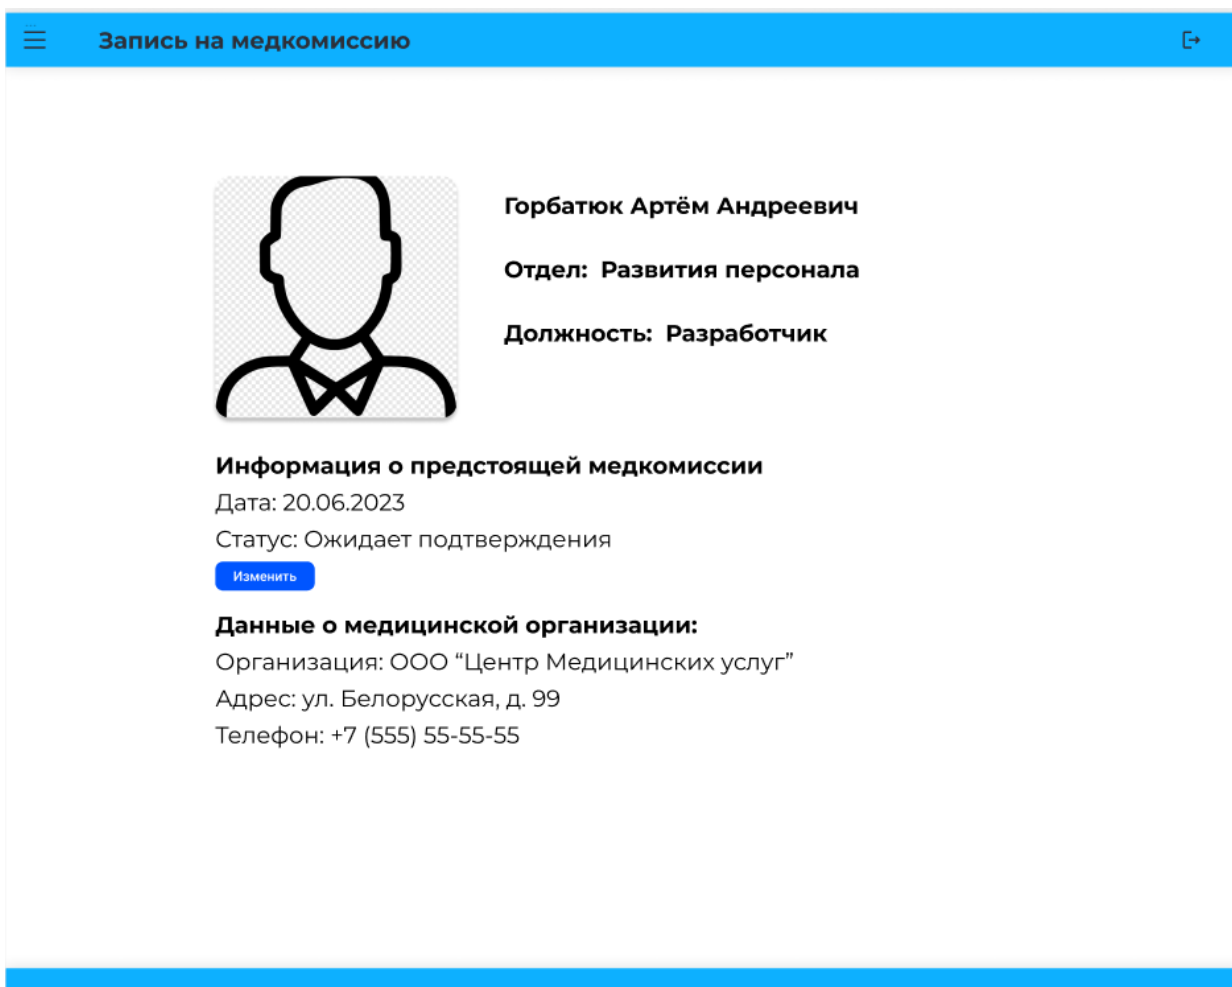 Запись на медкомиссию
Горбатюк Артём Андреевич
Отдел: Развития персонала
Должность: Разработчик
Информация о предстоящей медкомиссии
Дата: 20.06.2023
Статус: Ожидает подтверждения
Изменить
Данные о медицинской организации:
Организация: ООО “Центр Медицинских услуг”
Адрес: ул. Белорусская, д. 99
Телефон: +7 (555) 55-55-55